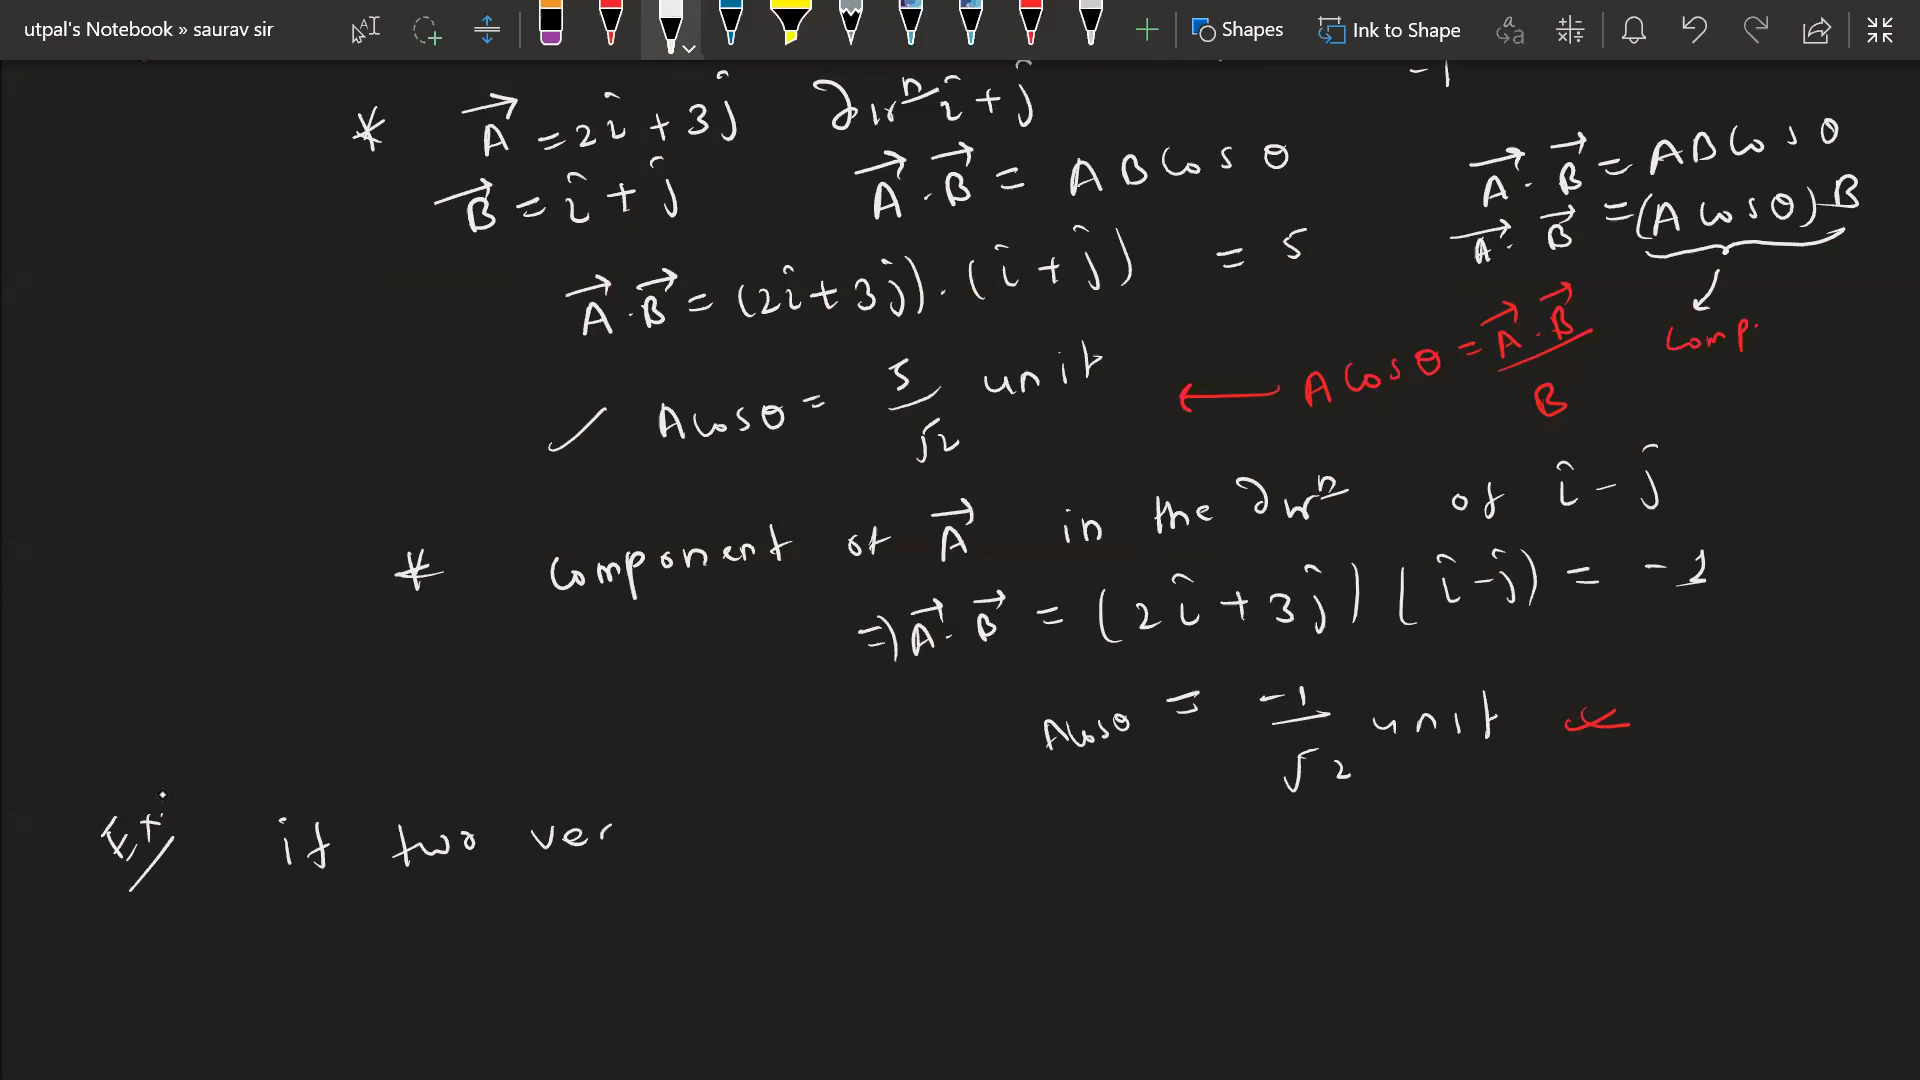 utpal's Notebook » saurav sir
Shapes
Ink to Shape
-1
* A⃗ = 2î + 3ĵ dirⁿ î + ĵ
B⃗ = î + ĵ
A⃗ . B⃗ = AB Cos θ
A⃗ . B⃗ = (2î + 3ĵ) . (î + ĵ) = 5
A⃗ . B⃗ = AB Cos θ
A⃗ . B⃗ = (A Cos θ) B
Comp.
A Cos θ = A⃗ . B⃗ / B
✓ A Cos θ = 5/√2 unit
* Component of A⃗ in the dirⁿ of î - ĵ
⇒ A⃗ . B⃗ = (2î + 3ĵ) (î - ĵ) = -1
A Cos θ = -1/√2 unit
Ex: if two ver